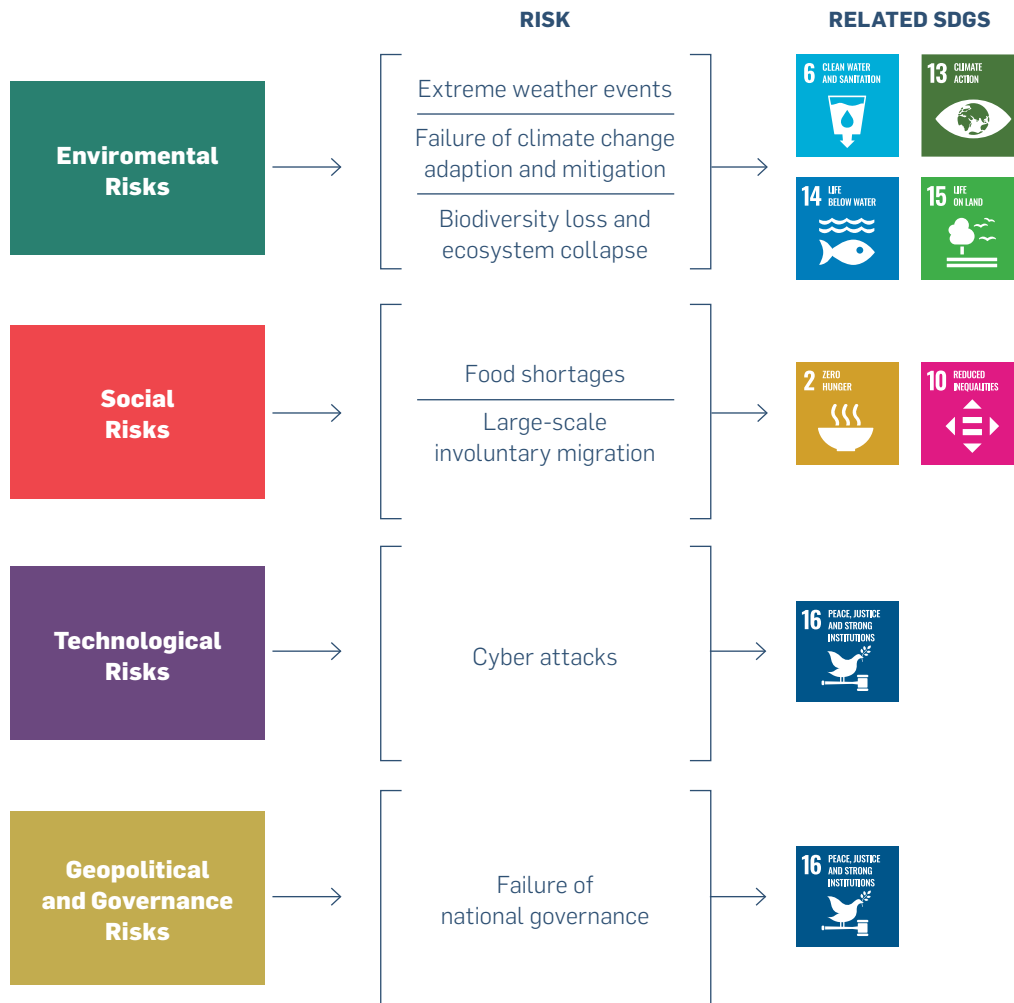 RISK
RELATED SDGS
Enviromental
Risks
Extreme weather events
Failure of climate change
adaption and mitigation
Biodiversity loss and
ecosystem collapse
6 CLEAN WATER
AND SANITATION
13 CLIMATE
ACTION
14 LIFE
BELOW WATER
15 LIFE
ON LAND
Social
Risks
Food shortages
Large-scale
involuntary migration
2 ZERO
HUNGER
10 REDUCED
INEQUALITIES
Technological
Risks
Cyber attacks
16 PEACE, JUSTICE
AND STRONG
INSTITUTIONS
Geopolitical
and Governance
Risks
Failure of
national governance
16 PEACE, JUSTICE
AND STRONG
INSTITUTIONS